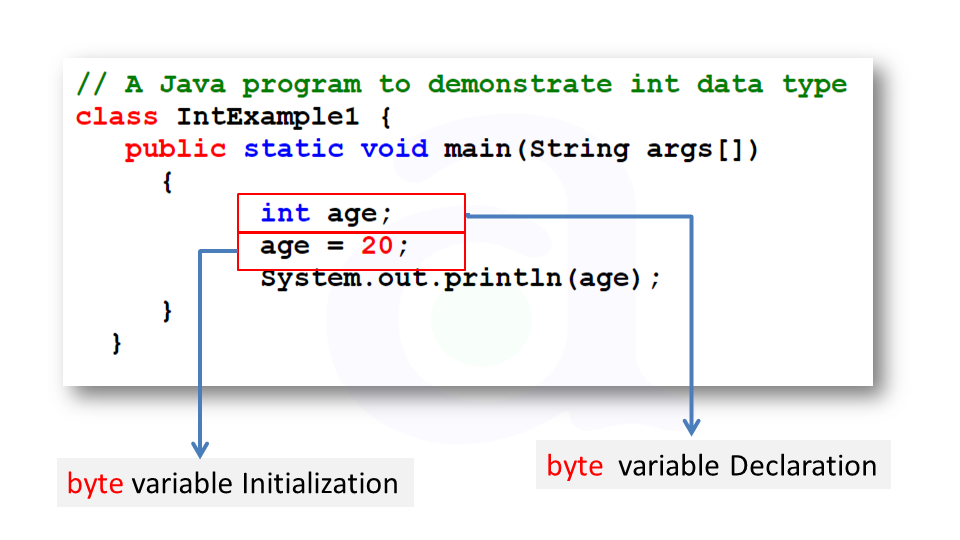 // A Java program to demonstrate int data type
class IntExample1 {
public static void main(String args[])
{
int age;
age = 20;
System.out.println(age);
}
}
byte variable Initialization
byte variable Declaration